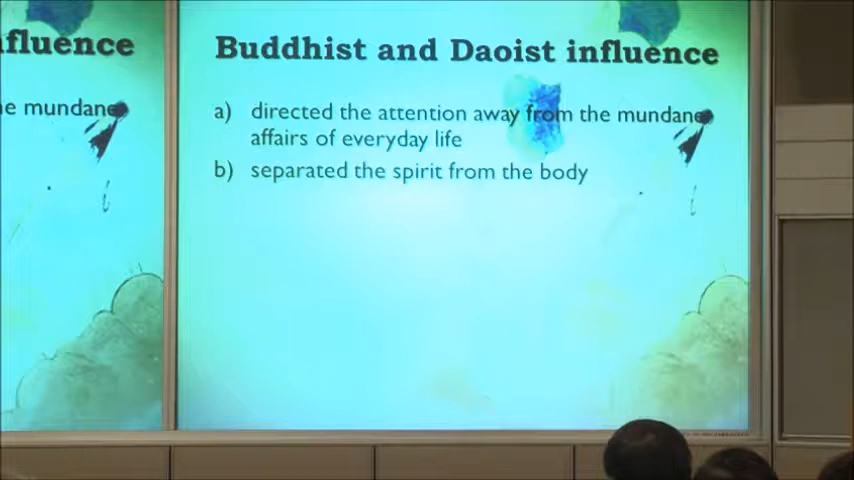 fluence
e mundane
Buddhist and Daoist influence
a) directed the attention away from the mundane
affairs of everyday life
b) separated the spirit from the body